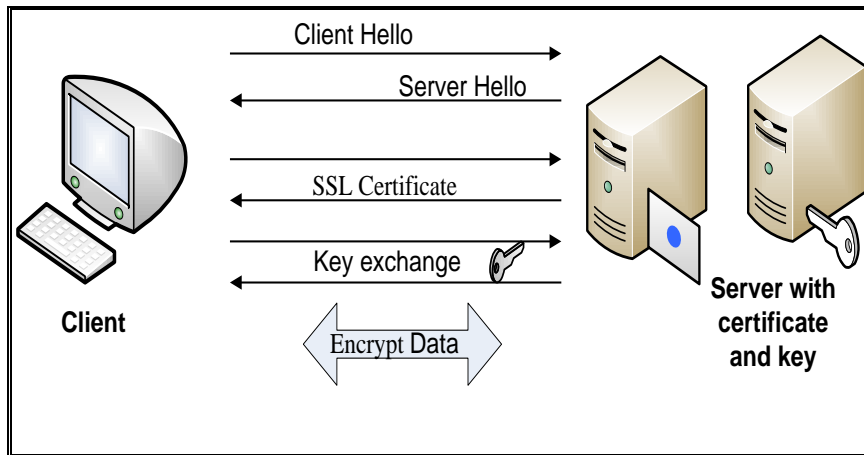 Client Hello
Server Hello
SSL Certificate
Key exchange
Client
Encrypt Data
Server with
certificate
and key